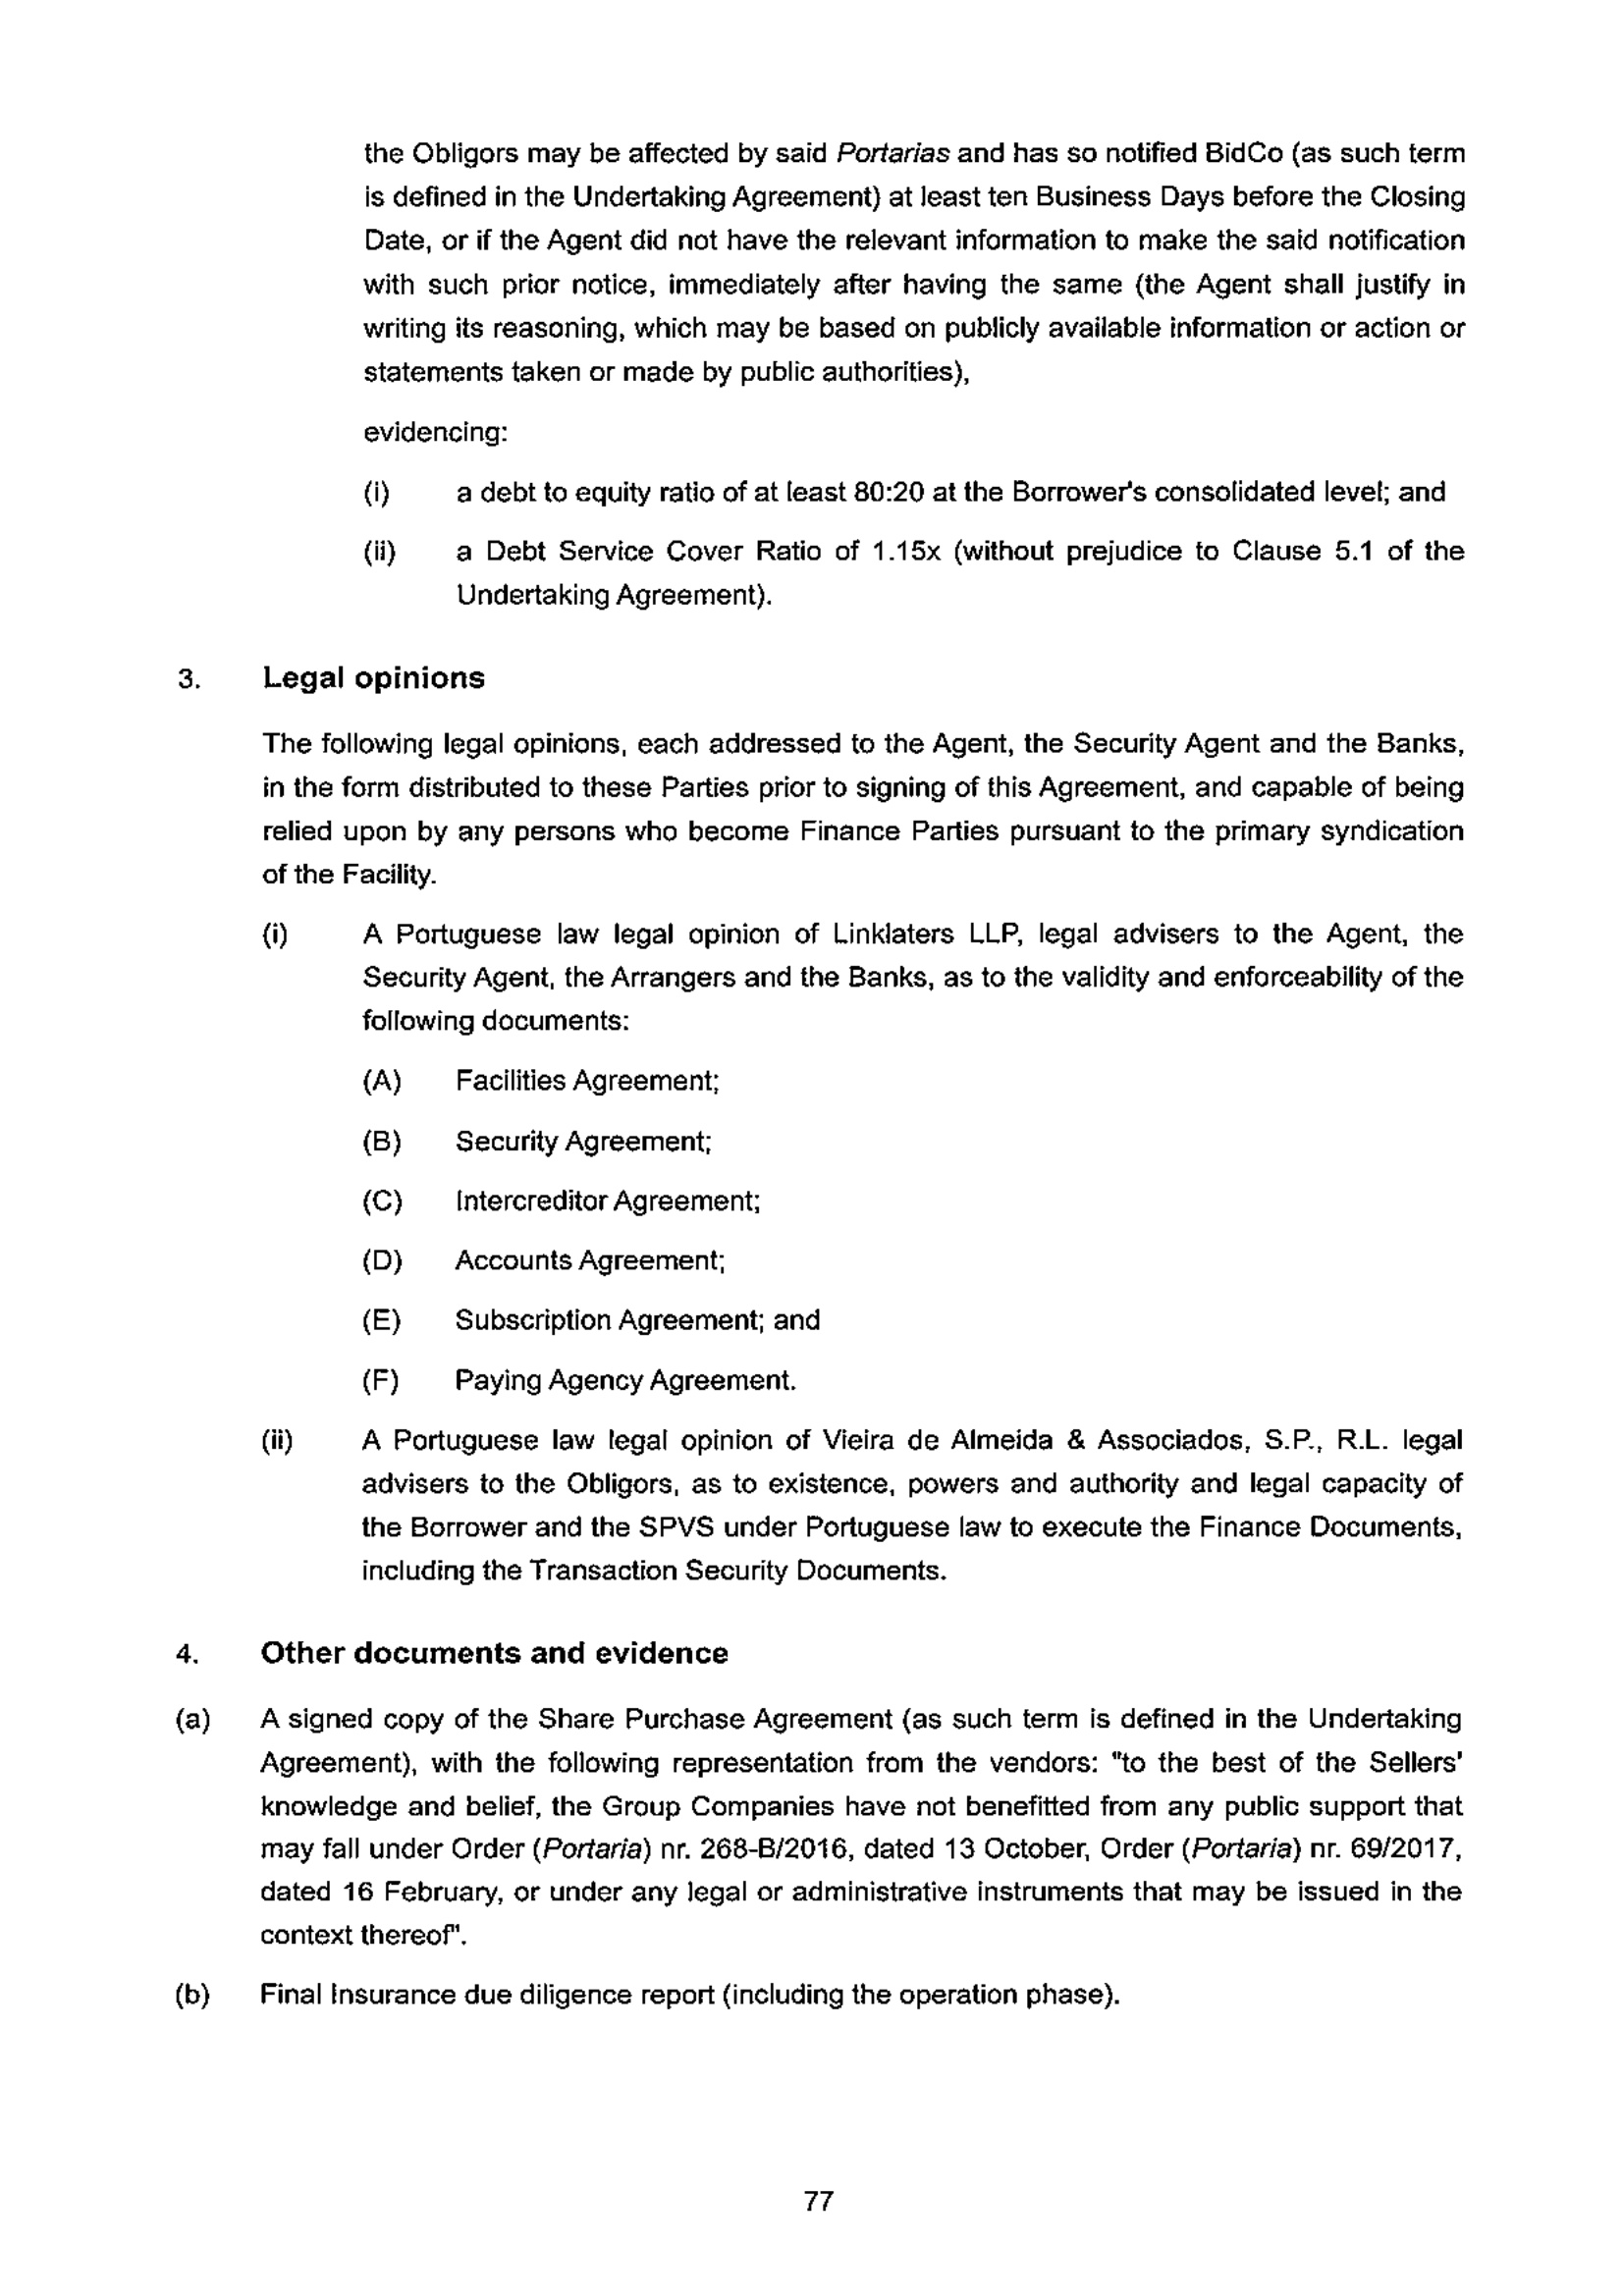 the Obligors may be affected by said Portarias and has so notified BidCo (as such term
is defined in the Undertaking Agreement) at least ten Business Days before the Closing
Date, or if the Agent did not have the relevant information to make the said notification
with such prior notice, immediately after having the same (the Agent shall justify in
writing its reasoning, which may be based on publicly available information or action or
statements taken or made by public authorities),
evidencing:
(i) a debt to equity ratio of at least 80:20 at the Borrower's consolidated level; and
(ii) a Debt Service Cover Ratio of 1.15x (without prejudice to Clause 5.1 of the
Undertaking Agreement).
3. Legal opinions
The following legal opinions, each addressed to the Agent, the Security Agent and the Banks,
in the form distributed to these Parties prior to signing of this Agreement, and capable of being
relied upon by any persons who become Finance Parties pursuant to the primary syndication
of the Facility.
(i) A Portuguese law legal opinion of Linklaters LLP, legal advisers to the Agent, the
Security Agent, the Arrangers and the Banks, as to the validity and enforceability of the
following documents:
(A) Facilities Agreement;
(B) Security Agreement;
(C) Intercreditor Agreement;
(D) Accounts Agreement;
(E) Subscription Agreement; and
(F) Paying Agency Agreement.
(ii) A Portuguese law legal opinion of Vieira de Almeida & Associados, S.P., R.L. legal
advisers to the Obligors, as to existence, powers and authority and legal capacity of
the Borrower and the SPVS under Portuguese law to execute the Finance Documents,
including the Transaction Security Documents.
4. Other documents and evidence
(a) A signed copy of the Share Purchase Agreement (as such term is defined in the Undertaking
Agreement), with the following representation from the vendors: "to the best of the Sellers'
knowledge and belief, the Group Companies have not benefitted from any public support that
may fall under Order (Portaria) nr. 268-B/2016, dated 13 October, Order (Portaria) nr. 69/2017,
dated 16 February, or under any legal or administrative instruments that may be issued in the
context thereof".
(b) Final Insurance due diligence report (including the operation phase).
77